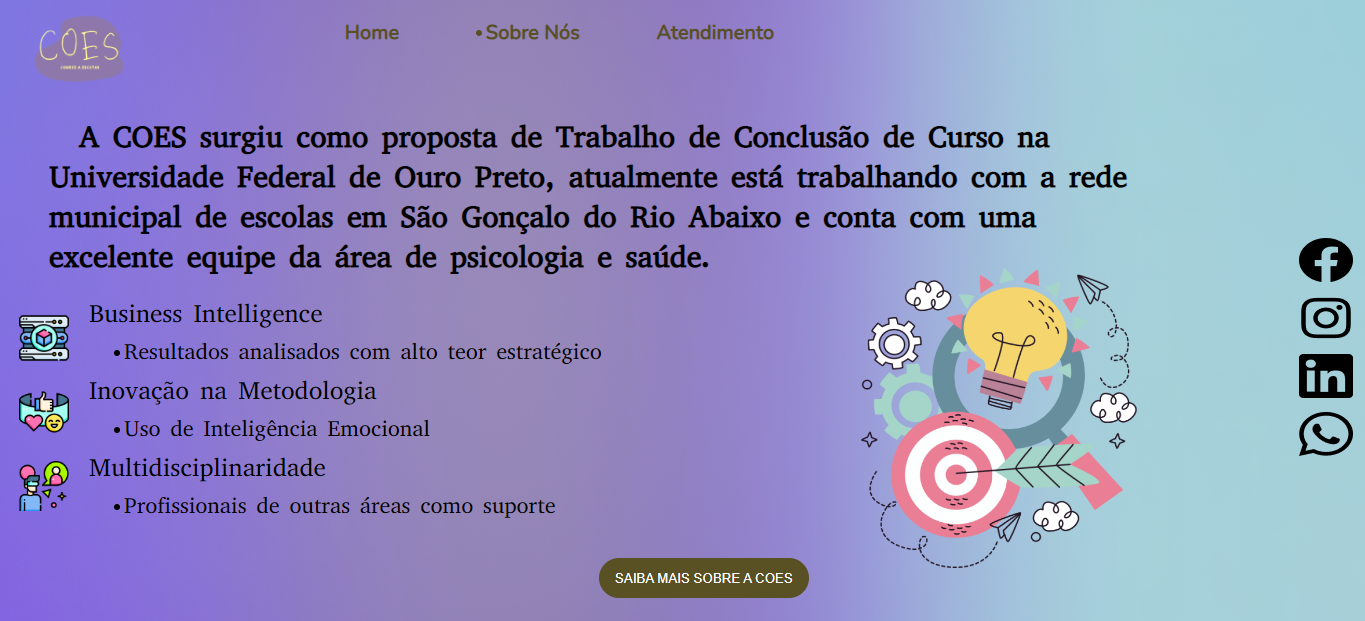 COES
COMECE A ESCUTAR
Home
•Sobre Nós
Atendimento
A COES surgiu como proposta de Trabalho de Conclusão de Curso na
Universidade Federal de Ouro Preto, atualmente está trabalhando com a rede
municipal de escolas em São Gonçalo do Rio Abaixo e conta com uma
excelente equipe da área de psicologia e saúde.
Business Intelligence
•Resultados analisados com alto teor estratégico
Inovação na Metodologia
•Uso de Inteligência Emocional
Multidisciplinaridade
•Profissionais de outras áreas como suporte
in
SAIBA MAIS SOBRE A COES